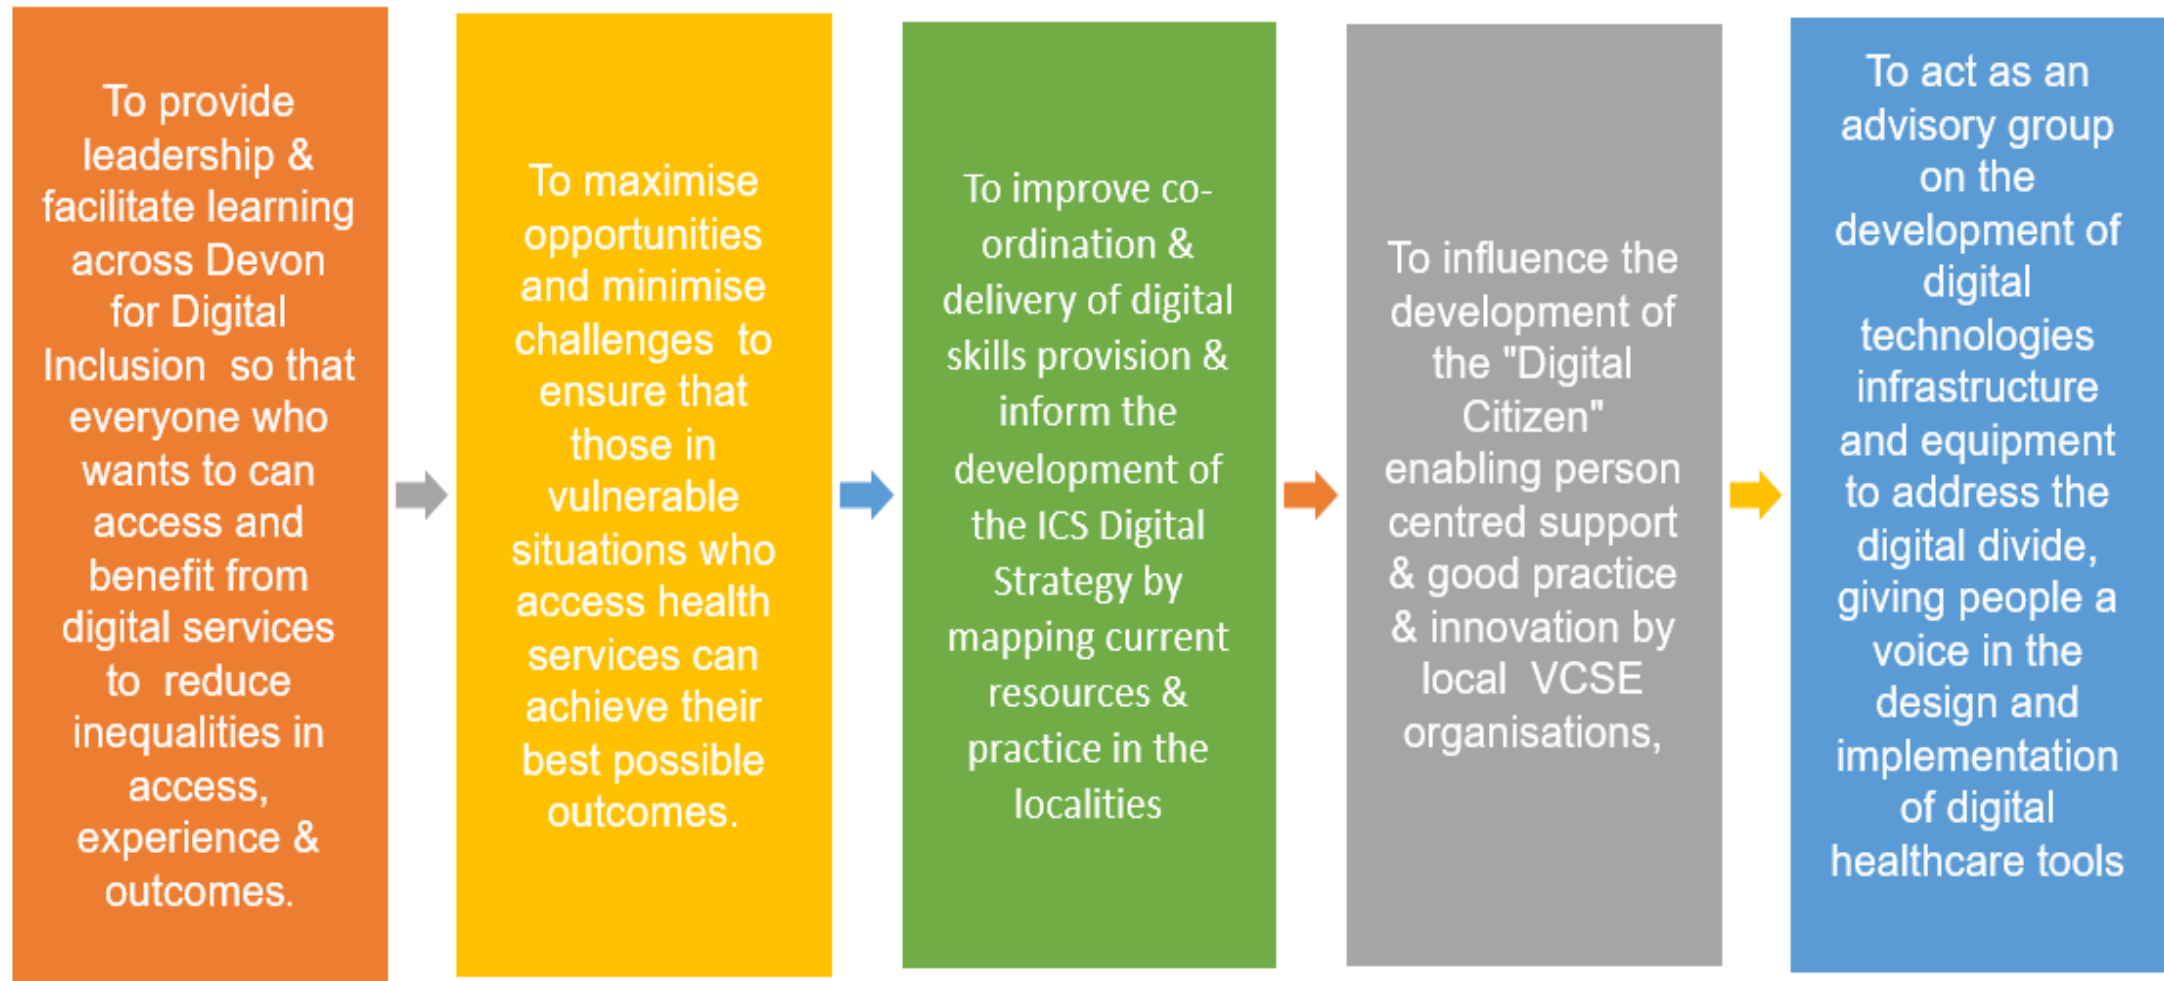 To provide
leadership &
facilitate learning
across Devon
for Digital
Inclusion  so that
everyone who
wants to can
access and
benefit from
digital services
to  reduce
inequalities in
access,
experience &
outcomes.
To maximise
opportunities
and minimise
challenges  to
ensure that
those in
vulnerable
situations who
access health
services can
achieve their
best possible
outcomes.
To improve co-
ordination &
delivery of digital
skills provision &
inform the
development of
the ICS Digital
Strategy by
mapping current
resources &
practice in the
localities
To influence the
development of
the "Digital
Citizen"
enabling person
centred support
& good practice
& innovation by
local  VCSE
organisations,
To act as an
advisory group
on the
development of
digital
technologies
infrastructure
and equipment
to address the
digital divide,
giving people a
voice in the
design and
implementation
of digital
healthcare tools